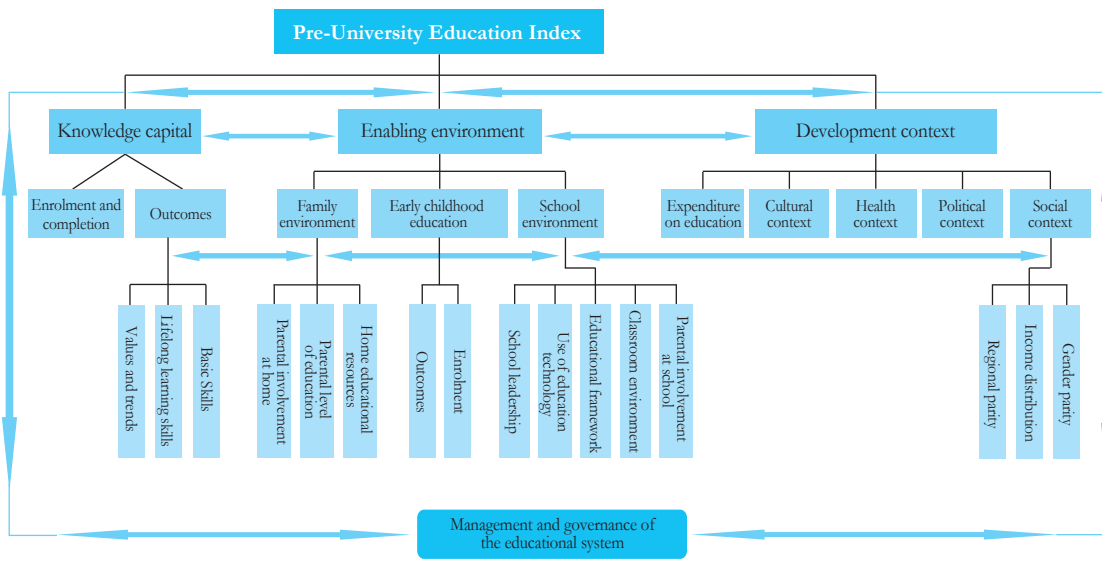 Pre-University Education Index
Knowledge capital
Enabling environment
Development context
Enrolment and
completion
Outcomes
Family
environment
Early childhood
education
School
environment
Expenditure
on education
Cultural
context
Health
context
Political
context
Social
context
Values and trends
Lifelong learning skills
Basic Skills
Parental involvement
at home
Parental level
of education
Home educational
resources
Outcomes
Enrolment
School leadership
Use of education
technology
Educational framework
Classroom environment
Parental involvement
at school
Regional parity
Income distribution
Gender parity
Management and governance of
the educational system